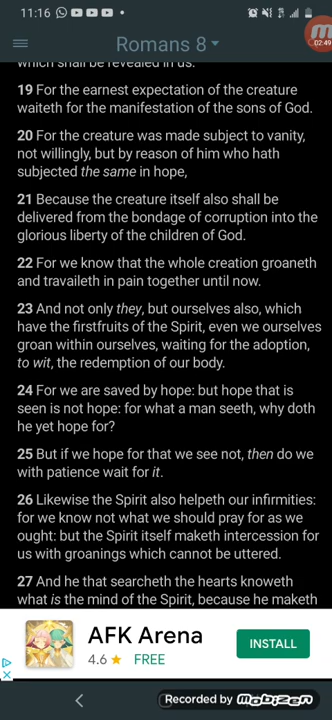 11:16
02:49
Romans 8
which shall be revealed in us.
19 For the earnest expectation of the creature
waiteth for the manifestation of the sons of God.
20 For the creature was made subject to vanity,
not willingly, but by reason of him who hath
subjected the same in hope,
21 Because the creature itself also shall be
delivered from the bondage of corruption into the
glorious liberty of the children of God.
22 For we know that the whole creation groaneth
and travaileth in pain together until now.
23 And not only they, but ourselves also, which
have the firstfruits of the Spirit, even we ourselves
groan within ourselves, waiting for the adoption,
to wit, the redemption of our body.
24 For we are saved by hope: but hope that is
seen is not hope: for what a man seeth, why doth
he yet hope for?
25 But if we hope for that we see not, then do we
with patience wait for it.
26 Likewise the Spirit also helpeth our infirmities:
for we know not what we should pray for as we
ought: but the Spirit itself maketh intercession for
us with groanings which cannot be uttered.
27 And he that searcheth the hearts knoweth
what is the mind of the Spirit, because he maketh
AFK Arena
4.6 ★ FREE
INSTALL
Recorded by Mobizen